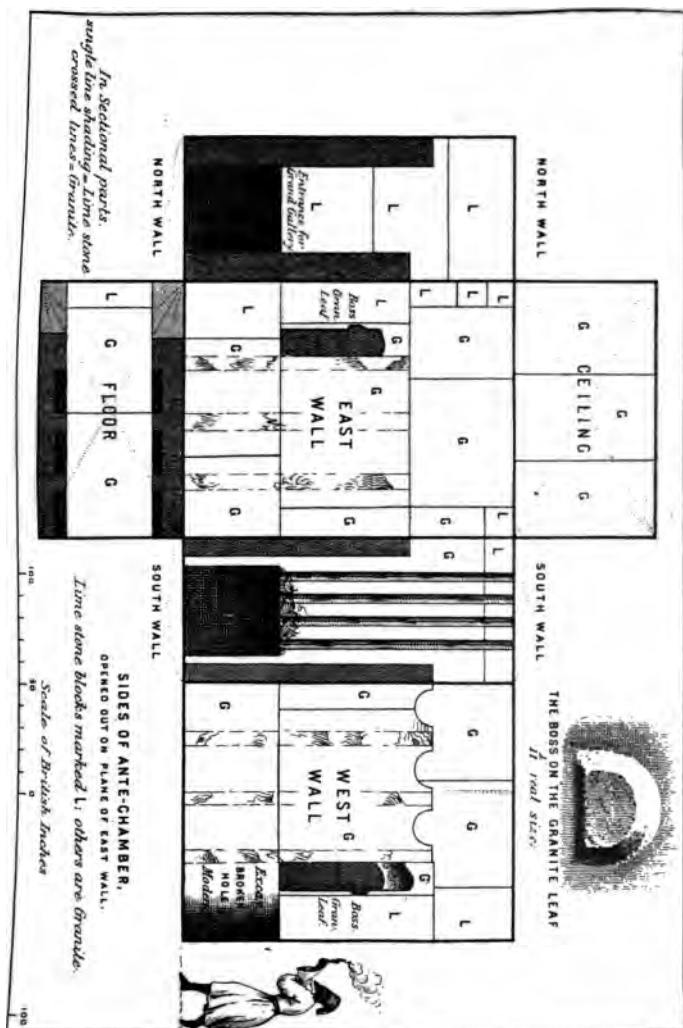 G CEILING G
G
NORTH WALL
SOUTH WALL
THE BOSS ON THE GRANITE LEAF
real size
L
L
L
L
L
G
G
G
L
G
G
G
L
L
L
Entrance for
Grand Gallery
L
Boss
Gran.
Leaf
G
G
EAST
WALL
G
G
WEST G
WALL
G
L
Boss
Gran.
Leaf.
L
G
G
G
BROKEN
HOLE
Modern
NORTH WALL
SOUTH WALL
L
G
FLOOR
G
SIDES OF ANTE-CHAMBER,
OPENED OUT ON PLANE OF EAST WALL.
Lime stone blocks marked L; others are Granite.
In Sectional parts.
single line shading = Lime stone
crossed lines = Granite.
Scale of British Inches
100 50 0 100